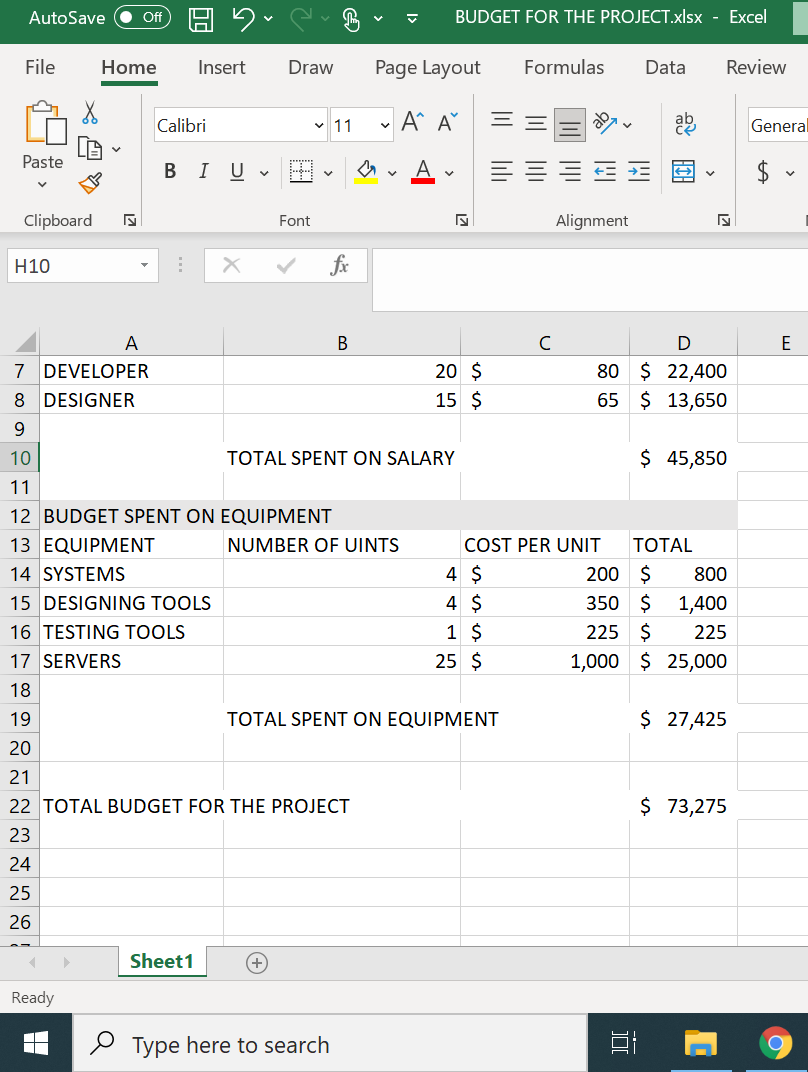 AutoSave Off BUDGET FOR THE PROJECT.xlsx - Excel
File Home Insert Draw Page Layout Formulas Data Review
Calibri 11 A A ab c General
Paste B I U A $
Clipboard Font Alignment
H10 fx
A B C D E
7 DEVELOPER 20 $ 80 $ 22,400
8 DESIGNER 15 $ 65 $ 13,650
9
10 TOTAL SPENT ON SALARY $ 45,850
11
12 BUDGET SPENT ON EQUIPMENT
13 EQUIPMENT NUMBER OF UINTS COST PER UNIT TOTAL
14 SYSTEMS 4 $ 200 $ 800
15 DESIGNING TOOLS 4 $ 350 $ 1,400
16 TESTING TOOLS 1 $ 225 $ 225
17 SERVERS 25 $ 1,000 $ 25,000
18
19 TOTAL SPENT ON EQUIPMENT $ 27,425
20
21
22 TOTAL BUDGET FOR THE PROJECT $ 73,275
23
24
25
26
Sheet1
Ready
Type here to search